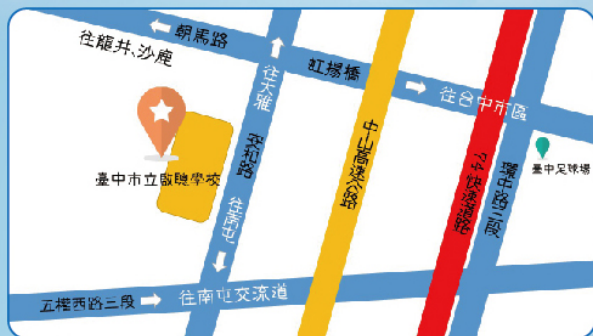 朝馬路
往龍井、沙鹿
虹揚橋
往台中市區
往大雅
安和路
往南屯
中山高速公路
74快速道路
環中路三段
臺中足球場
臺中市立啟聰學校
五權西路三段
往南屯交流道